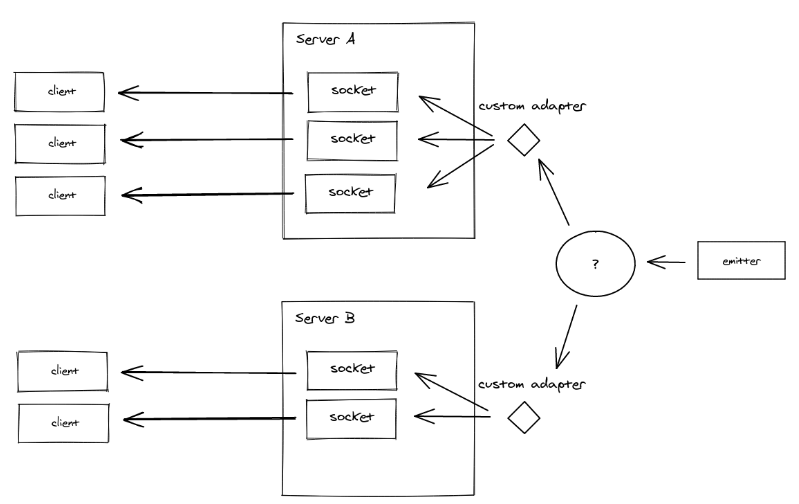 Server A
client
socket
custom adapter
client
socket
client
socket
?
emitter
Server B
client
socket
custom adapter
client
socket